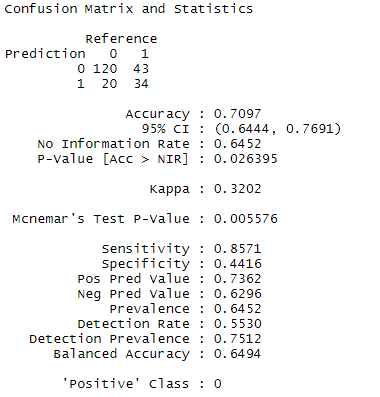 Confusion Matrix and Statistics
Reference
Prediction 0 1
0 120 43
1 20 34
Accuracy : 0.7097
95% CI : (0.6444, 0.7691)
No Information Rate : 0.6452
P-Value [Acc > NIR] : 0.026395
Kappa : 0.3202
Mcnemar's Test P-Value : 0.005576
Sensitivity : 0.8571
Specificity : 0.4416
Pos Pred Value : 0.7362
Neg Pred Value : 0.6296
Prevalence : 0.6452
Detection Rate : 0.5530
Detection Prevalence : 0.7512
Balanced Accuracy : 0.6494
'Positive' Class : 0